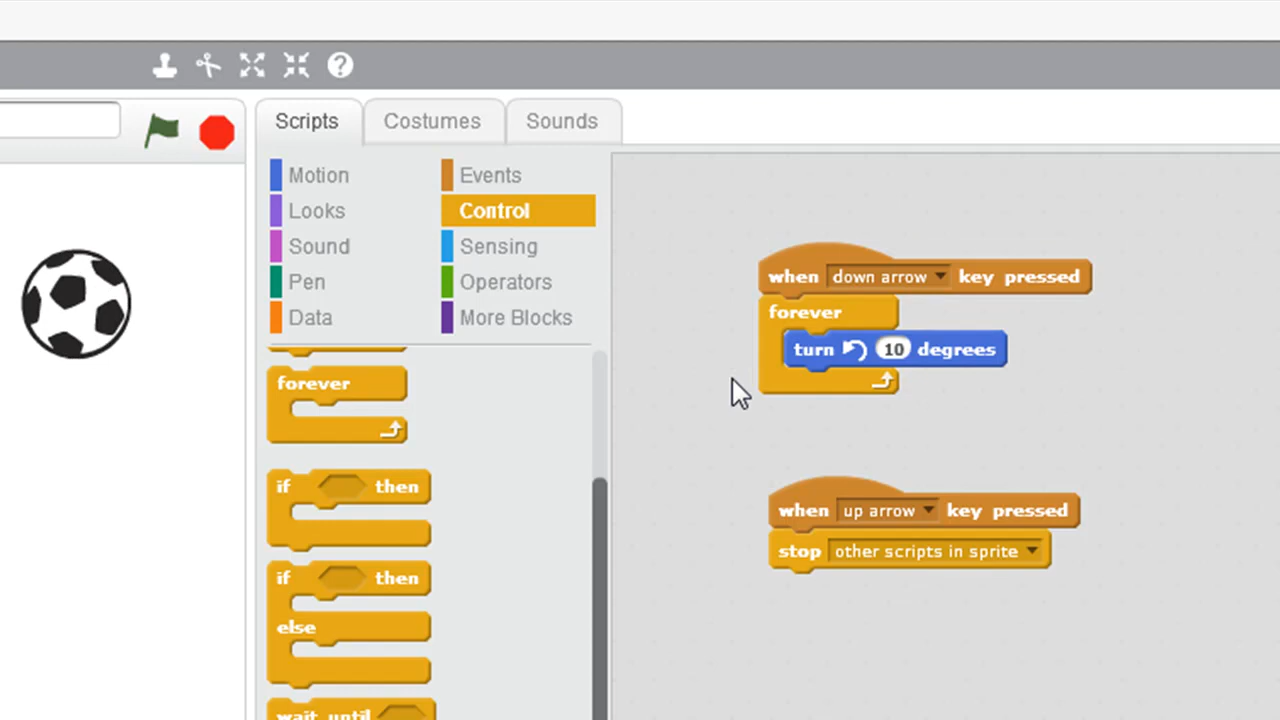 ?
Scripts Costumes Sounds
Motion Events
Looks Control
Sound Sensing
Pen Operators
Data More Blocks
forever
if then
if then
else
wait until
when down arrow key pressed
forever
turn 10 degrees
when up arrow key pressed
stop other scripts in sprite